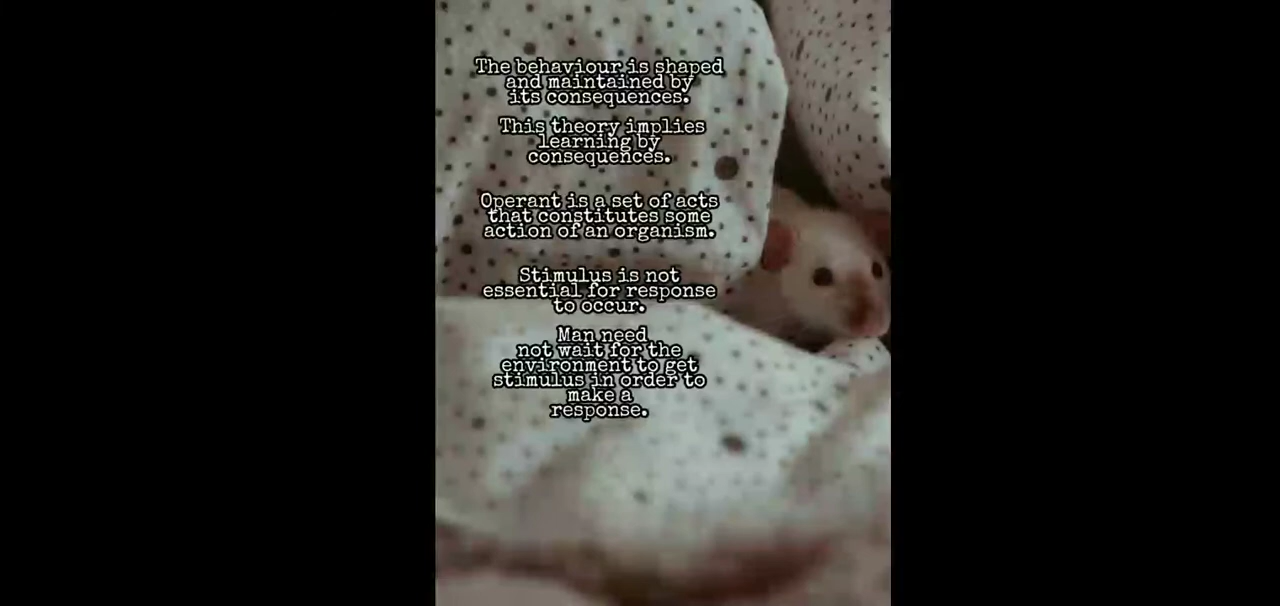 The behaviour is shaped
and maintained by
its consequences.
This theory implies
learning by
consequences.
Operant is a set of acts
that constitutes some
action of an organism.
Stimulus is not
essential for response
to occur.
Man need
not wait for the
environment to get
stimulus in order to
make a
response.